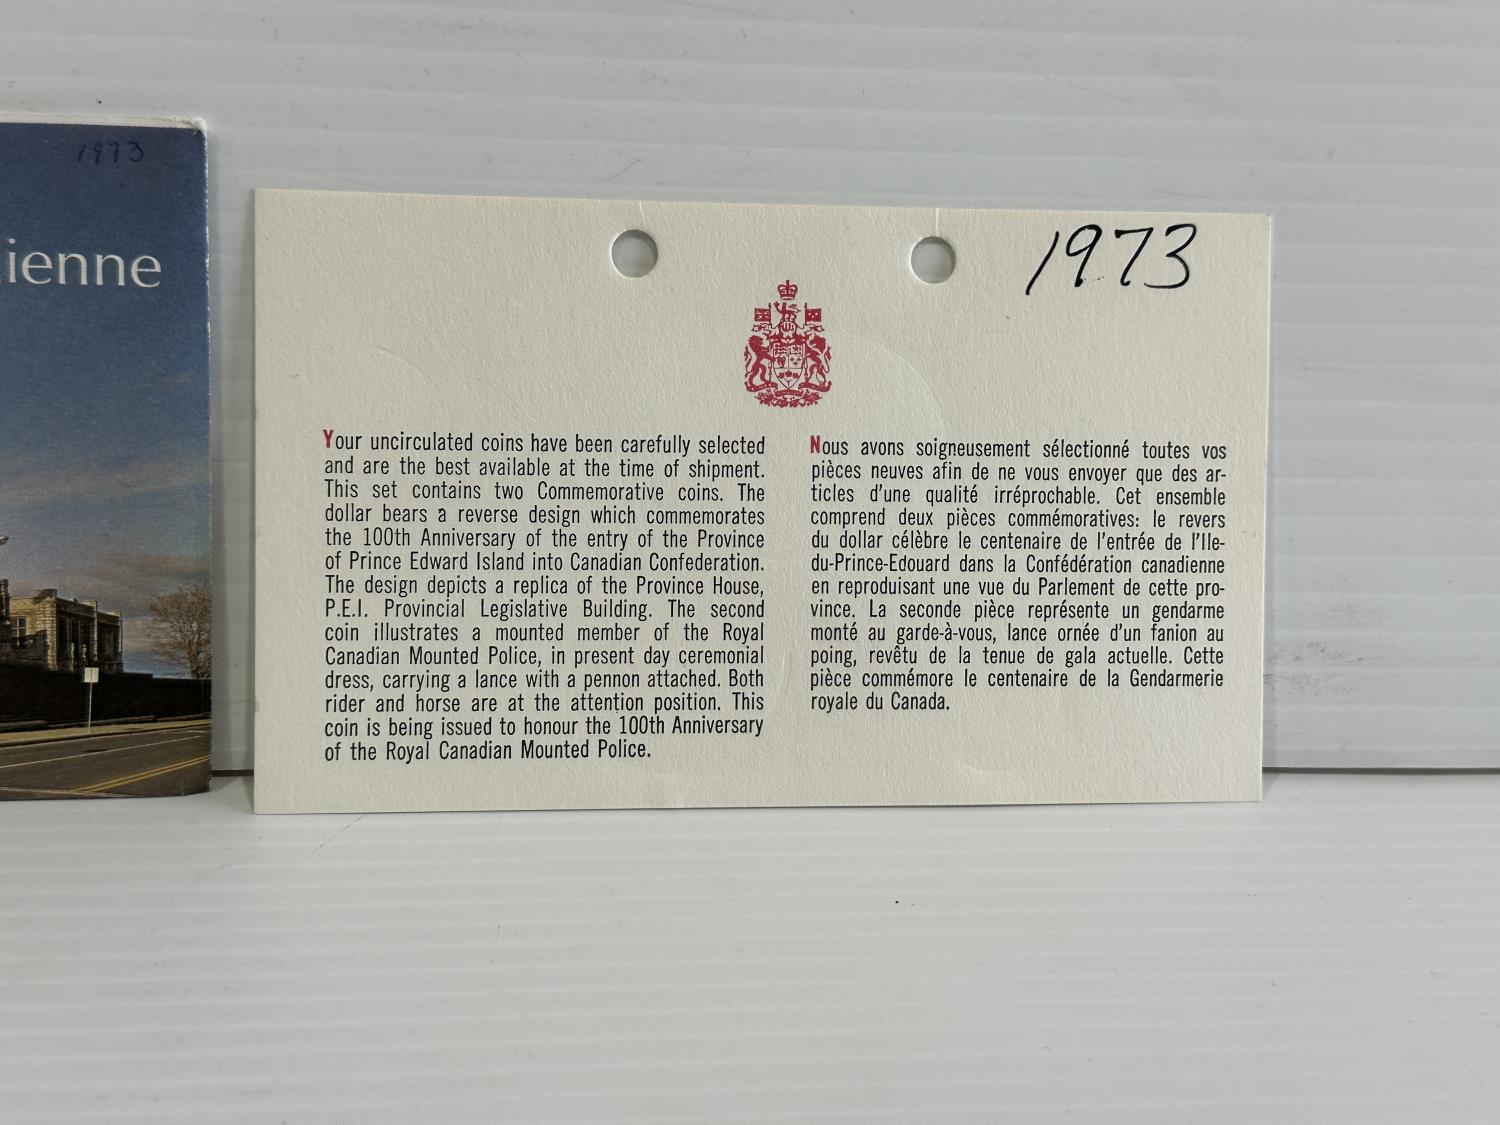 1973
ienne
1973
Your uncirculated coins have been carefully selected
and are the best available at the time of shipment.
This set contains two Commemorative coins. The
dollar bears a reverse design which commemorates
the 100th Anniversary of the entry of the Province
of Prince Edward Island into Canadian Confederation.
The design depicts a replica of the Province House,
P.E.I. Provincial Legislative Building. The second
coin illustrates a mounted member of the Royal
Canadian Mounted Police, in present day ceremonial
dress, carrying a lance with a pennon attached. Both
rider and horse are at the attention position. This
coin is being issued to honour the 100th Anniversary
of the Royal Canadian Mounted Police.
Nous avons soigneusement sélectionné toutes vos
pièces neuves afin de ne vous envoyer que des ar-
ticles d'une qualité irréprochable. Cet ensemble
comprend deux pièces commémoratives: le revers
du dollar célèbre le centenaire de l'entrée de l'Ile-
du-Prince-Edouard dans la Confédération canadienne
en reproduisant une vue du Parlement de cette pro-
vince. La seconde pièce représente un gendarme
monté au garde-à-vous, lance ornée d'un fanion au
poing, revêtu de la tenue de gala actuelle. Cette
pièce commémore le centenaire de la Gendarmerie
royale du Canada.